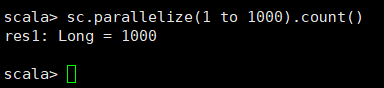 scala> sc.parallelize(1 to 1000).count()
res1: Long = 1000
scala>